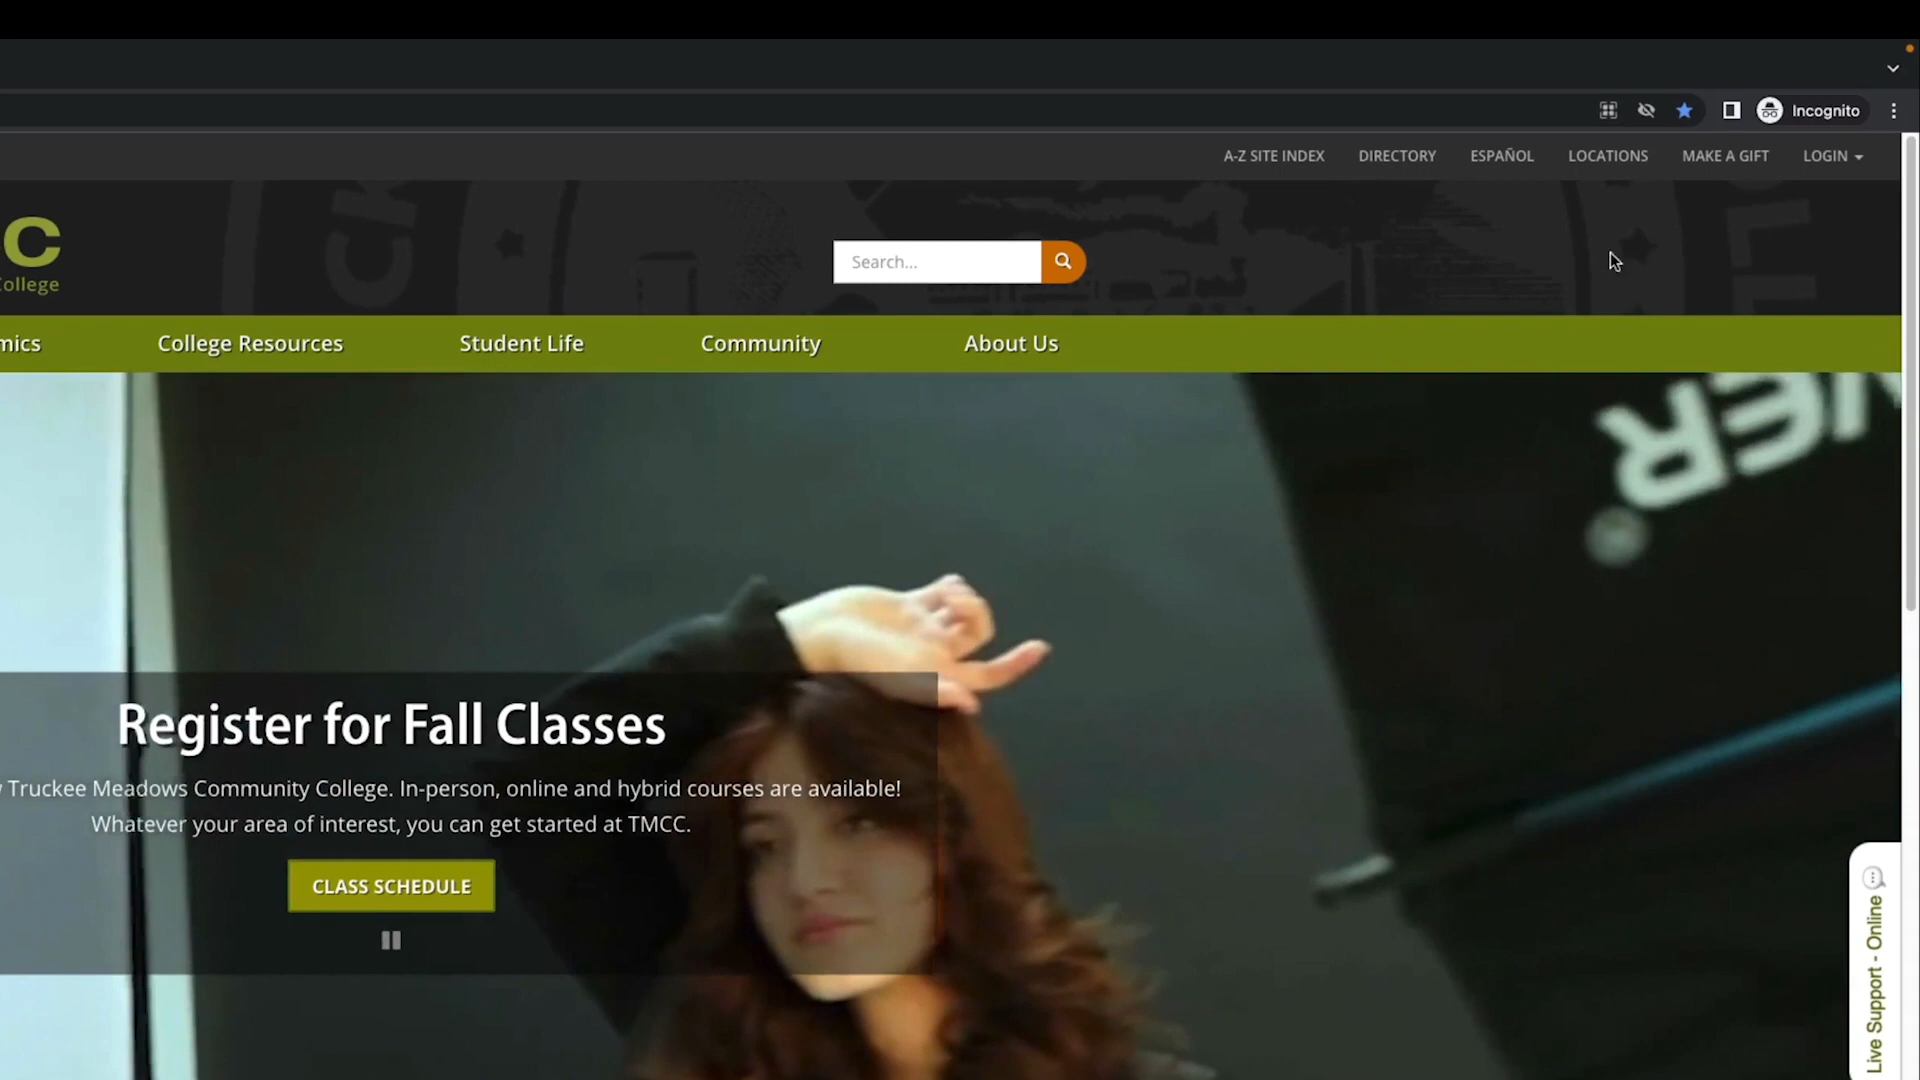 Incognito
A-Z SITE INDEX DIRECTORY ESPAÑOL LOCATIONS MAKE A GIFT LOGIN
C
College
Search...
mics College Resources Student Life Community About Us
VER
Register for Fall Classes
Truckee Meadows Community College. In-person, online and hybrid courses are available!
Whatever your area of interest, you can get started at TMCC.
CLASS SCHEDULE
Live Support - Online